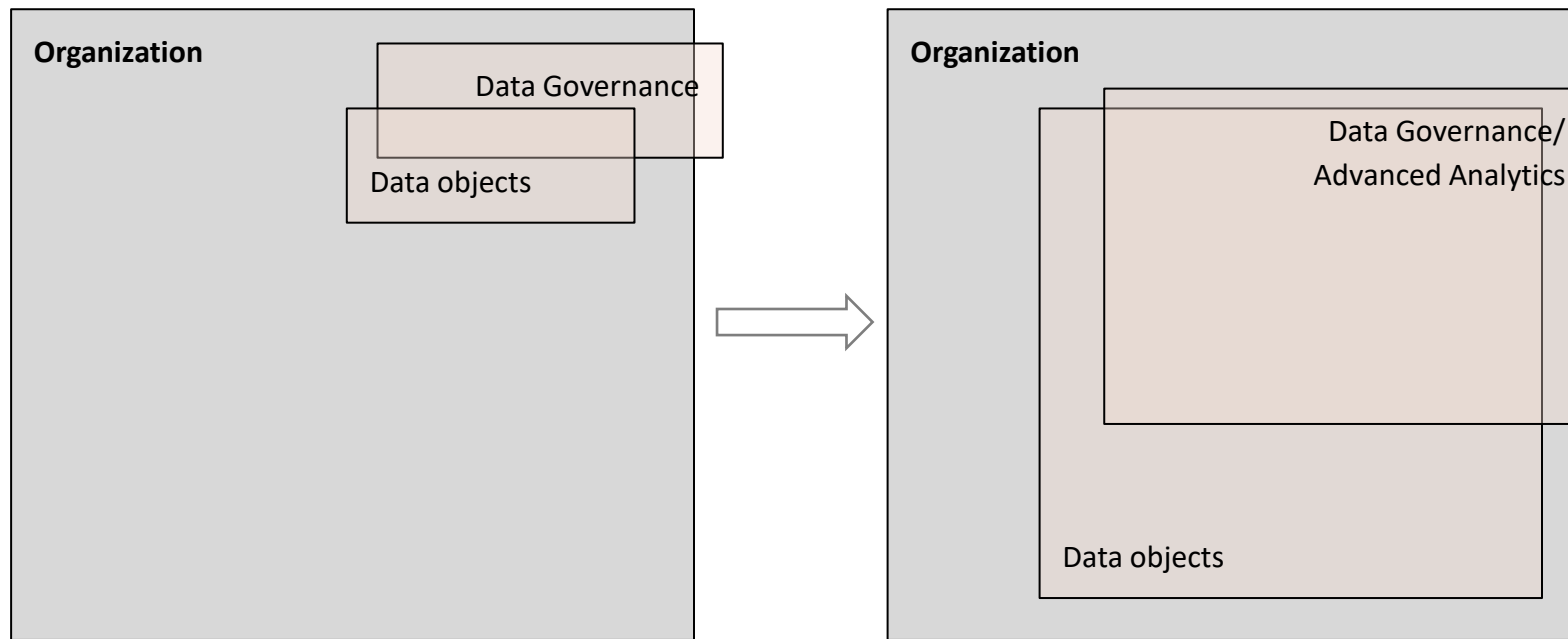 Organization
Data Governance
Data objects
Organization
Data Governance/
Advanced Analytics
Data objects